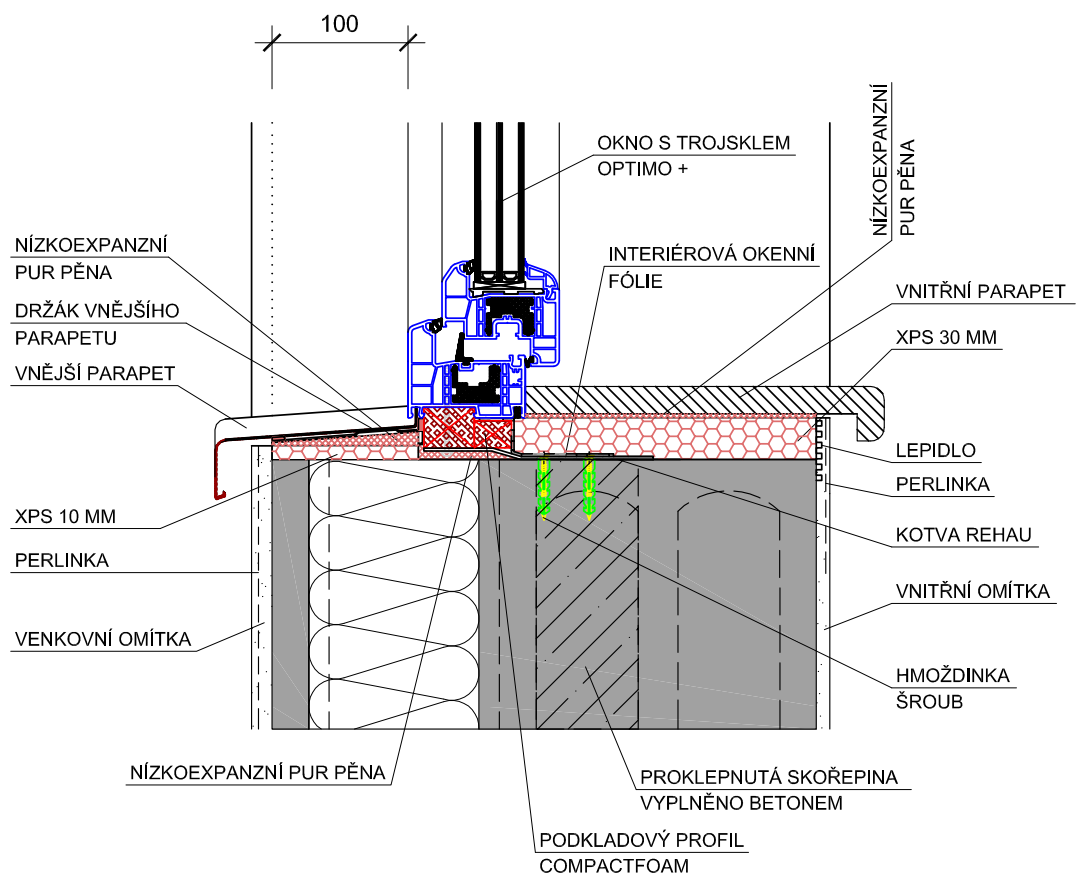 100
OKNO S TROJSKLEM
OPTIMO +
NÍZKOEXPANZNÍ
PUR PĚNA
NÍZKOEXPANZNÍ
PUR PĚNA
DRŽÁK VNĚJŠÍHO
PARAPETU
VNĚJŠÍ PARAPET
INTERIÉROVÁ OKENNÍ
FÓLIE
VNITŘNÍ PARAPET
XPS 30 MM
LEPIDLO
PERLINKA
KOTVA REHAU
VNITŘNÍ OMÍTKA
HMOŽDINKA
ŠROUB
XPS 10 MM
PERLINKA
VENKOVNÍ OMÍTKA
NÍZKOEXPANZNÍ PUR PĚNA
PROKLEPNUTÁ SKOŘEPINA
VYPLNĚNO BETONEM
PODKLADOVÝ PROFIL
COMPACTFOAM